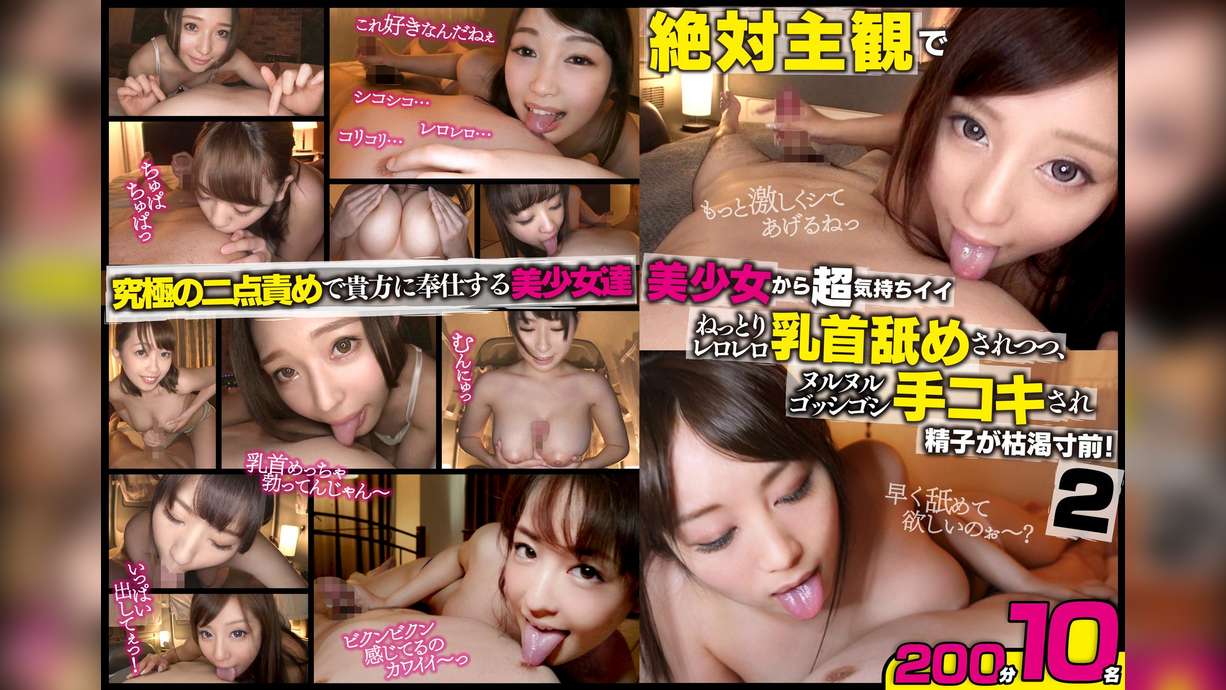 これ好きなんだねぇ
シコシコ…
コリコリ…
レロレロ…
ちゅぱ
ちゅぱっ
究極の二点責めで貴方に奉仕する美少女達
むんにゅっ
乳首めっちゃ
勃ってんじゃん〜
いっぱい
出してぇっ!
ビクンビクン
感じてるの
カワイイ〜っ
絶対主観で
もっと激しくシて
あげるねっ
美少女から超気持ちイイ
ねっとり
レロレロ乳首舐めされつつ、
ヌルヌル
ゴッシゴシ手コキされ
精子が枯渇寸前!
2
早く舐めて
欲しいのぉ〜?
200分10名